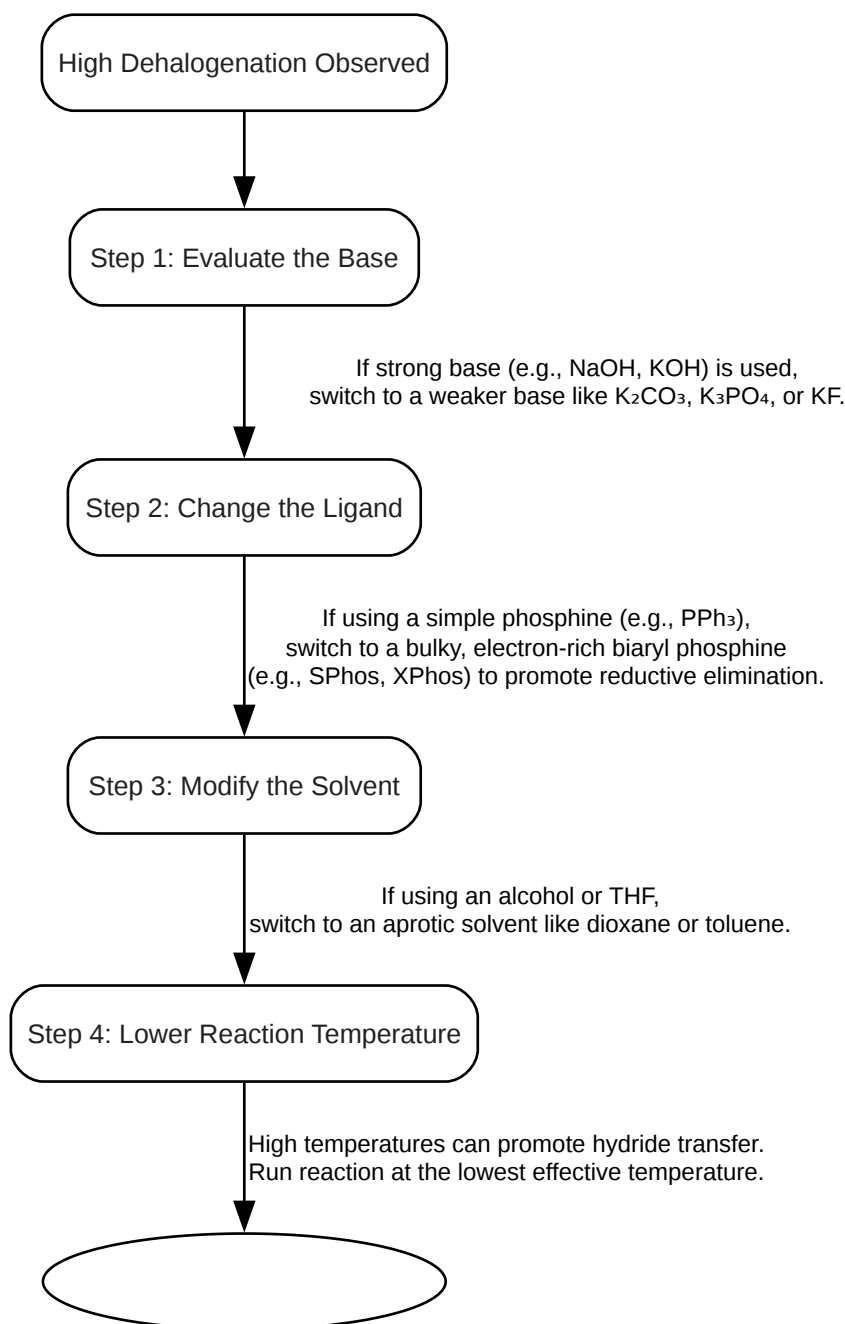 High Dehalogenation Observed
Step 1: Evaluate the Base
If strong base (e.g., NaOH, KOH) is used,
switch to a weaker base like K₂CO₃, K₃PO₄, or KF.
Step 2: Change the Ligand
If using a simple phosphine (e.g., PPh₃),
switch to a bulky, electron-rich biaryl phosphine
(e.g., SPhos, XPhos) to promote reductive elimination.
Step 3: Modify the Solvent
If using an alcohol or THF,
switch to an aprotic solvent like dioxane or toluene.
Step 4: Lower Reaction Temperature
High temperatures can promote hydride transfer.
Run reaction at the lowest effective temperature.